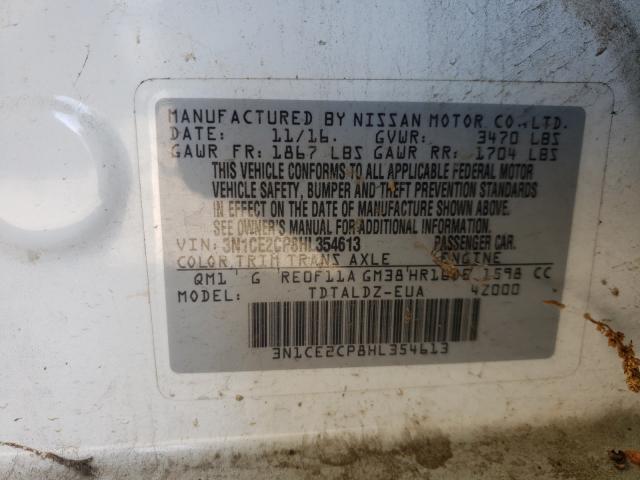 MANUFACTURED BY NISSAN MOTOR CO., LTD.
DATE: 11/16. GVWR: 3470 LBS
GAWR FR: 1867 LBS GAWR RR: 1704 LBS
THIS VEHICLE CONFORMS TO ALL APPLICABLE FEDERAL MOTOR
VEHICLE SAFETY, BUMPER AND THEFT PREVENTION STANDARDS
IN EFFECT ON THE DATE OF MANUFACTURE SHOWN ABOVE.
SEE OWNER'S MANUAL FOR ADDITIONAL INFORMATION.
VIN: 3N1CE2CP8HL354613 PASSENGER CAR.
COLOR TRIM TRANS AXLE ENGINE
QM1 G RE0F11A GM38 HR16DE 1598 CC
MODEL: TDTALDZ-EUA 4Z000
3N1CE2CP8HL354613